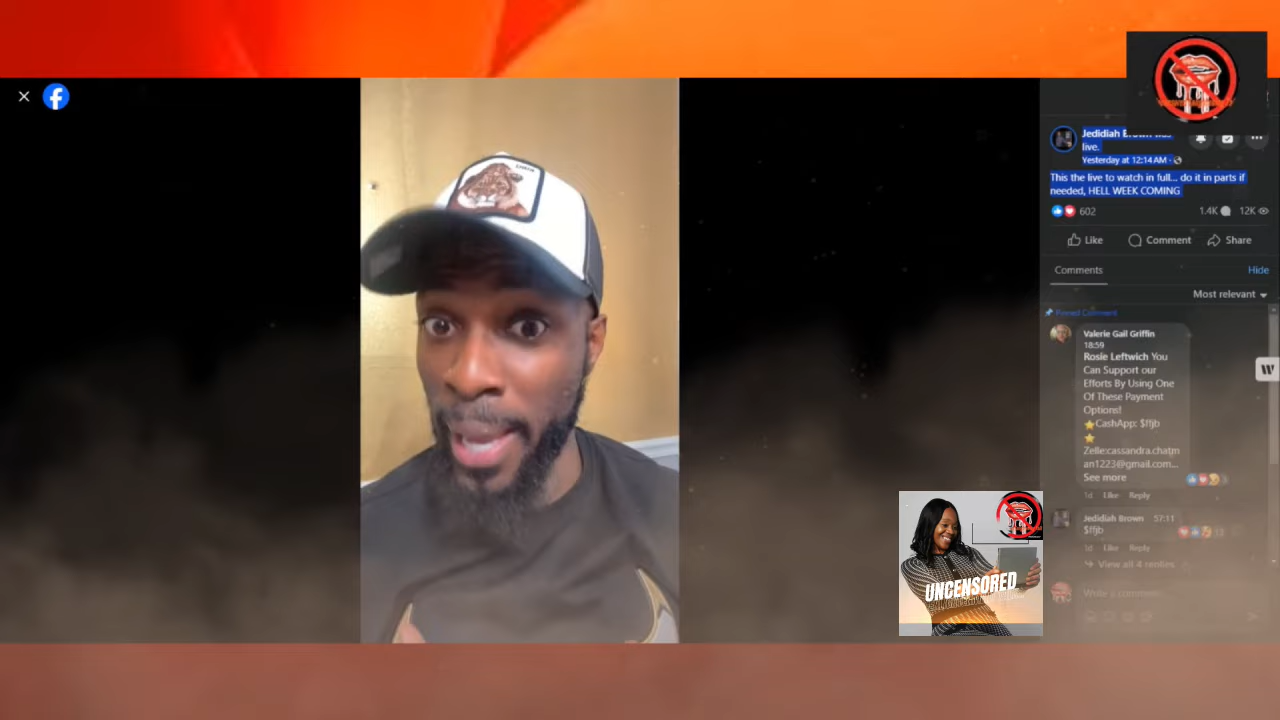 Jedidiah
live.
Yesterday at 12:14 AM
This the live to watch in full... do it in parts if
needed, HELL WEEK COMING
602
1.4K
12K
Like
Comment
Share
Comments
Hide
Most relevant
Pinned Comment
Valerie Gail Griffin
18:59
Rosie Leftwich You
Can Support our
Efforts By Using One
Of These Payment
Options!
CashApp: $ffjb
Zelle:cassandra.chatm
an1223@gmail.com...
See more
1d Like Reply
Jedidiah Brown 57:11
$ffjb
1d Like Reply
View all 4 replies
Write a comment...
W
UNCENSORED